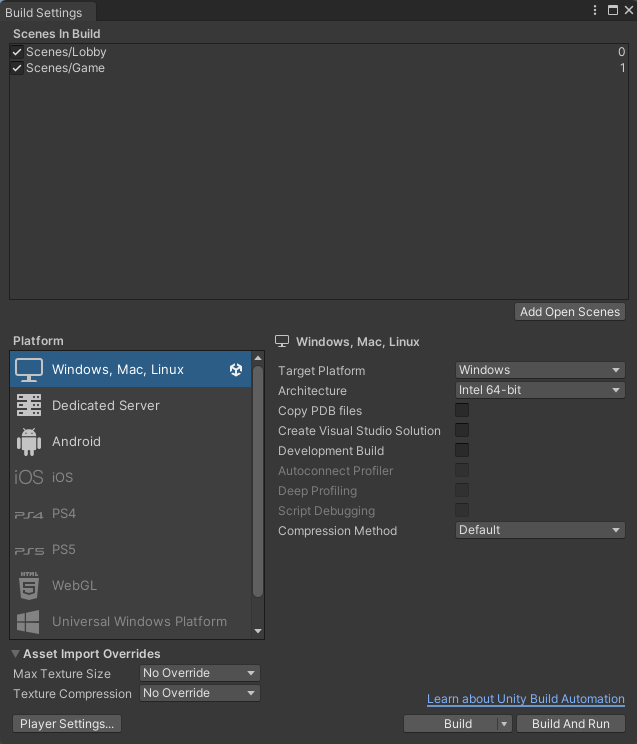 Build Settings
Scenes In Build
Scenes/Lobby 0
Scenes/Game 1
Add Open Scenes
Platform
Windows, Mac, Linux
Dedicated Server
Android
iOS iOS
PS4 PS4
PS5 PS5
HTML 5 WebGL
Universal Windows Platform
Windows, Mac, Linux
Target Platform Windows
Architecture Intel 64-bit
Copy PDB files
Create Visual Studio Solution
Development Build
Autoconnect Profiler
Deep Profiling
Script Debugging
Compression Method Default
Asset Import Overrides
Max Texture Size No Override
Texture Compression No Override
Learn about Unity Build Automation
Player Settings... Build Build And Run